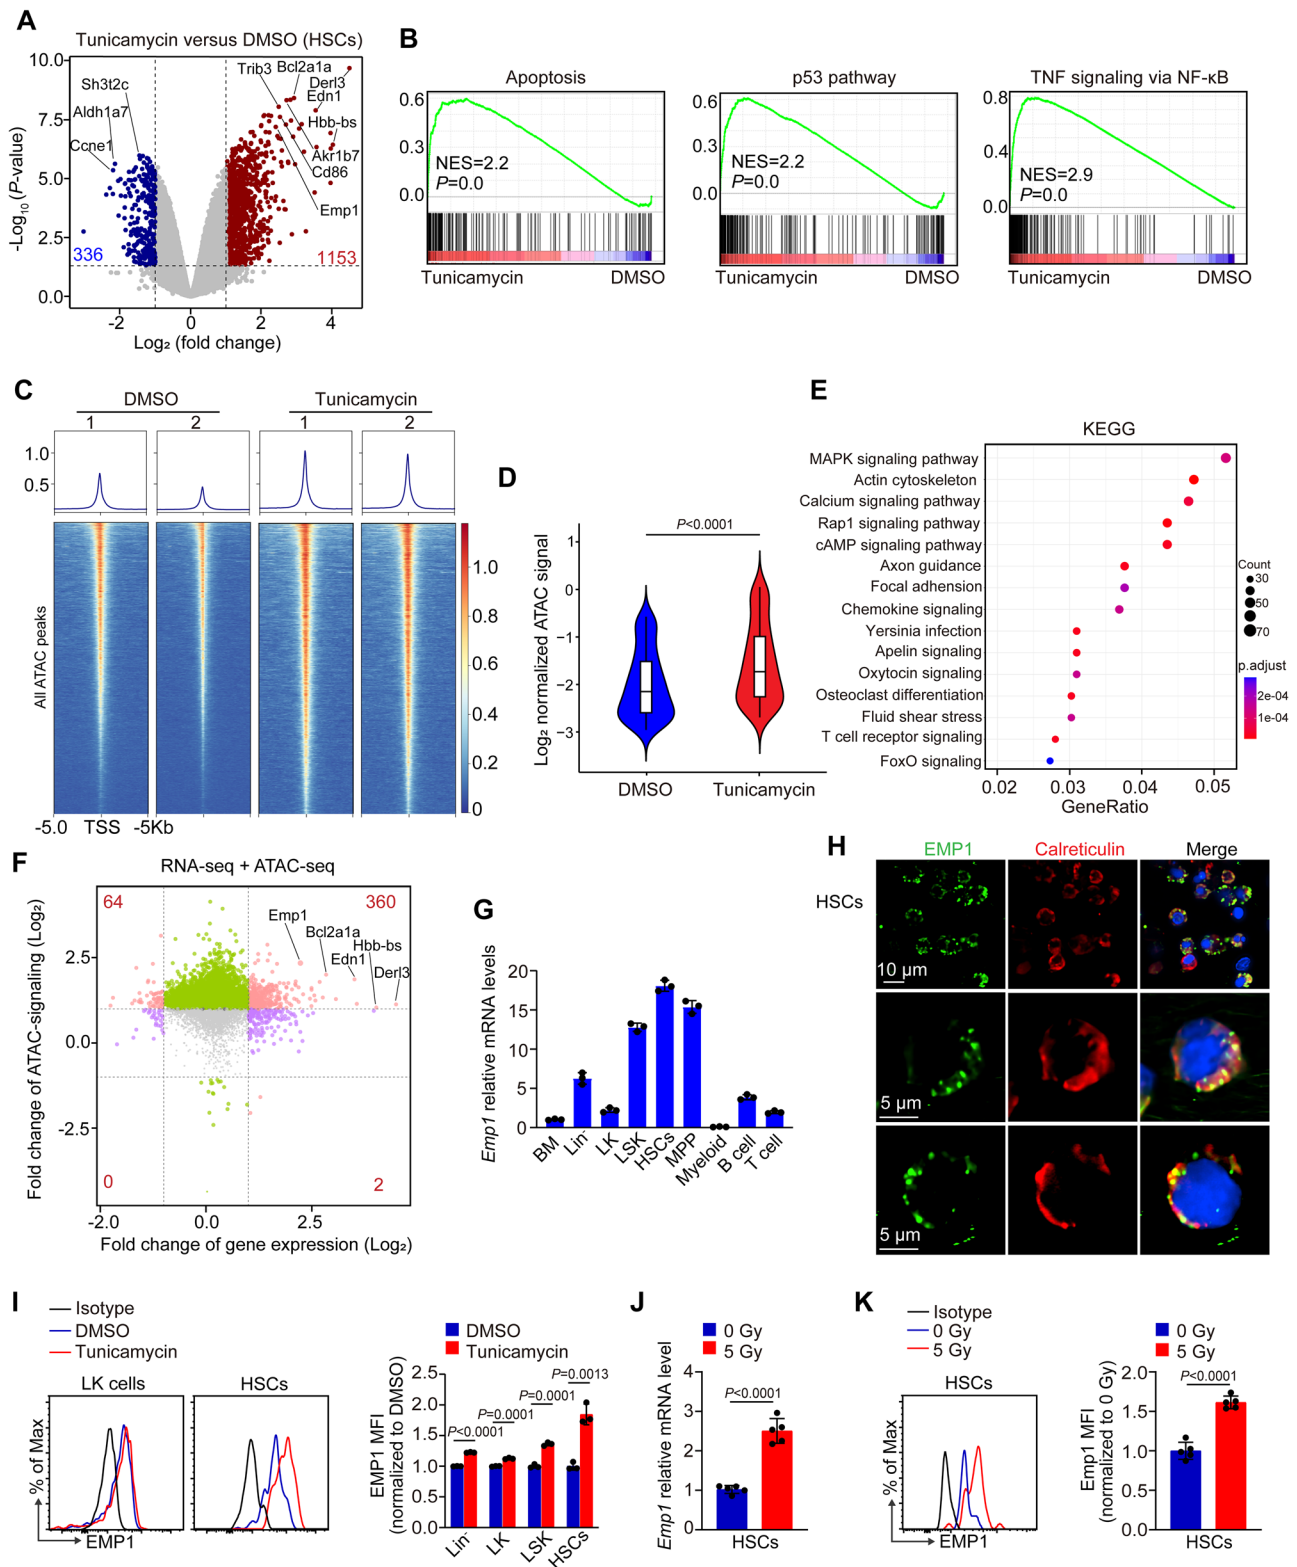 A
Tunicamycin versus DMSO (HSCs)
-Log10 (P-value)
10.0
7.5
5.0
2.5
0.0
Sh3t2c
Aldh1a7
Ccne1
Trib3
Bcl2a1a
Derl3
Edn1
Hbb-bs
Akr1b7
Cd86
Emp1
336
1153
-2
0
2
4
Log₂ (fold change)
B
Apoptosis
0.6
0.3
0.0
NES=2.2
P=0.0
Tunicamycin
DMSO
p53 pathway
0.6
0.3
0.0
NES=2.2
P=0.0
Tunicamycin
DMSO
TNF signaling via NF-κB
0.8
0.4
0.0
NES=2.9
P=0.0
Tunicamycin
DMSO
C
DMSO
Tunicamycin
1
2
1
2
1.0
0.5
All ATAC peaks
1.0
0.8
0.6
0.4
0.2
0
-5.0
TSS
-5Kb
D
Log₂ normalized ATAC signal
P<0.0001
1
0
−1
−2
−3
DMSO
Tunicamycin
E
KEGG
MAPK signaling pathway
Actin cytoskeleton
Calcium signaling pathway
Rap1 signaling pathway
cAMP signaling pathway
Axon guidance
Focal adhesion
Chemokine signaling
Yersinia infection
Apelin signaling
Oxytocin signaling
Osteoclast differentiation
Fluid shear stress
T cell receptor signaling
FoxO signaling
0.02
0.03
0.04
0.05
GeneRatio
Count
30
50
70
p.adjust
2e-04
1e-04
F
RNA-seq + ATAC-seq
Fold change of ATAC-signaling (Log₂)
64
360
Emp1
Bcl2a1a
Hbb-bs
Edn1
Derl3
2.5
0.0
-2.5
0
2
-2.0
0.0
2.5
Fold change of gene expression (Log₂)
G
Emp1 relative mRNA levels
20
15
10
5
0
BM
Lin-
LK
LSK
HSCs
MPP
Myeloid
B cell
T cell
H
EMP1
Calreticulin
Merge
HSCs
10 μm
5 μm
5 μm
I
Isotype
DMSO
Tunicamycin
LK cells
HSCs
% of Max
EMP1
DMSO
Tunicamycin
EMP1 MFI
(normalized to DMSO)
2.5
2.0
1.5
1.0
0.5
0.0
P<0.0001
P=0.0001
P=0.0001
P=0.0013
Lin-
LK
LSK
HSCs
J
0 Gy
5 Gy
Emp1 relative mRNA level
4
3
2
1
0
P<0.0001
HSCs
K
Isotype
0 Gy
5 Gy
HSCs
% of Max
EMP1
0 Gy
5 Gy
Emp1 MFI
(normalized to 0 Gy)
2.0
1.5
1.0
0.5
0.0
P<0.0001
HSCs